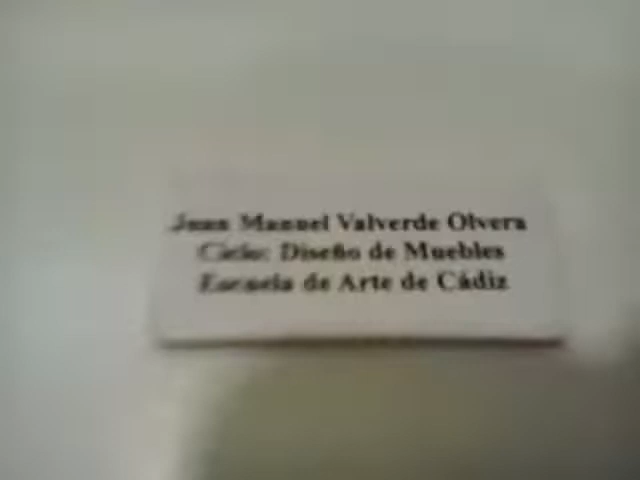 Juan Manuel Valverde Olvera
Ciclo: Diseño de Muebles
Escuela de Arte de Cádiz